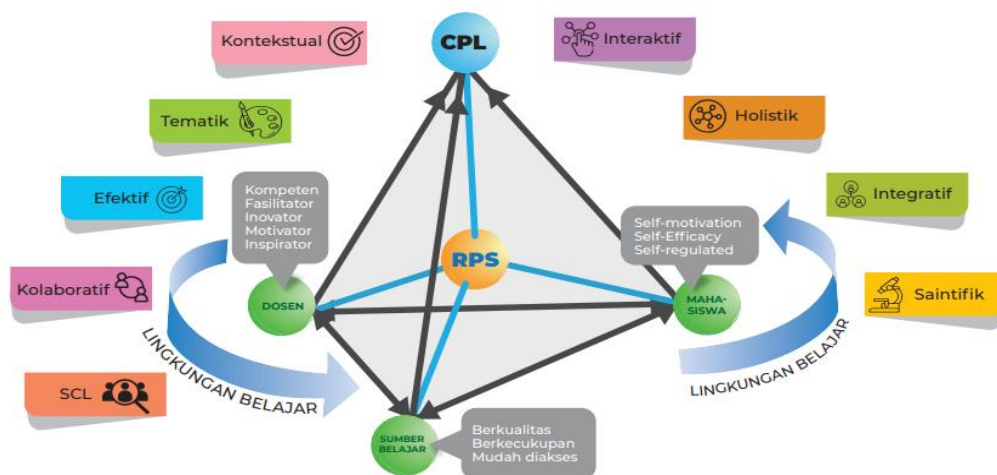 Kontekstual
CPL
Interaktif
Tematik
Holistik
Efektif
Kompeten
Fasilitator
Inovator
Motivator
Inspirator
Self-motivation
Self-Efficacy
Self-regulated
Integratif
RPS
Kolaboratif
DOSEN
MAHA-
SISWA
Saintifik
LINGKUNGAN BELAJAR
LINGKUNGAN BELAJAR
SCL
SUMBER
BELAJAR
Berkualitas
Berkecukupan
Mudah diakses